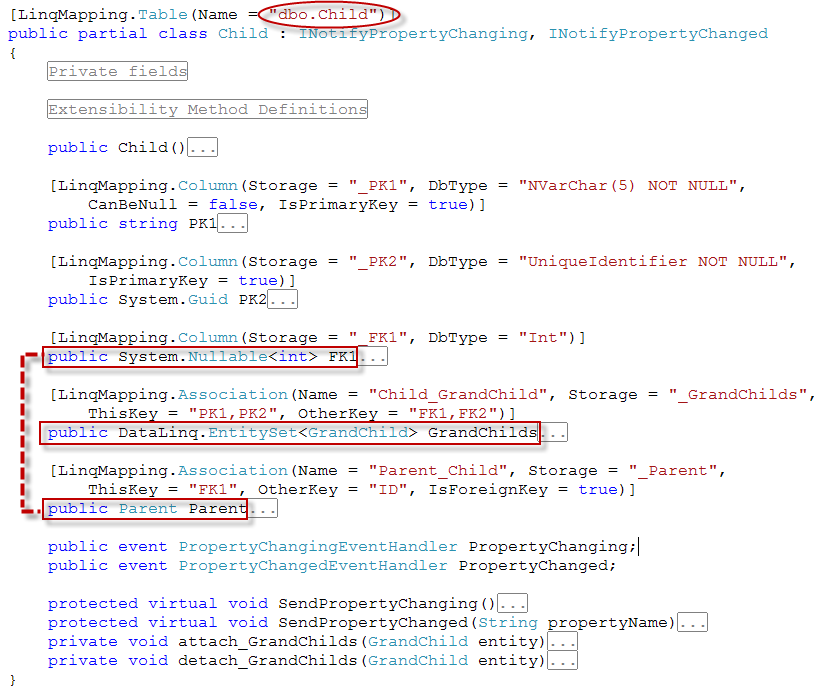 [LinqMapping.Table(Name = "dbo.Child")]
public partial class Child : INotifyPropertyChanging, INotifyPropertyChanged
{
Private fields
Extensibility Method Definitions
public Child()...
[LinqMapping.Column(Storage = "_PK1", DbType = "NVarChar(5) NOT NULL",
CanBeNull = false, IsPrimaryKey = true)]
public string PK1...
[LinqMapping.Column(Storage = "_PK2", DbType = "UniqueIdentifier NOT NULL",
IsPrimaryKey = true)]
public System.Guid PK2...
[LinqMapping.Column(Storage = "_FK1", DbType = "Int")]
public System.Nullable<int> FK1...
[LinqMapping.Association(Name = "Child_GrandChild", Storage = "_GrandChilds",
ThisKey = "PK1,PK2", OtherKey = "FK1,FK2")]
public DataLinq.EntitySet<GrandChild> GrandChilds...
[LinqMapping.Association(Name = "Parent_Child", Storage = "_Parent",
ThisKey = "FK1", OtherKey = "ID", IsForeignKey = true)]
public Parent Parent...
public event PropertyChangingEventHandler PropertyChanging;
public event PropertyChangedEventHandler PropertyChanged;
protected virtual void SendPropertyChanging()...
protected virtual void SendPropertyChanged(String propertyName)...
private void attach_GrandChilds(GrandChild entity)...
private void detach_GrandChilds(GrandChild entity)...
}